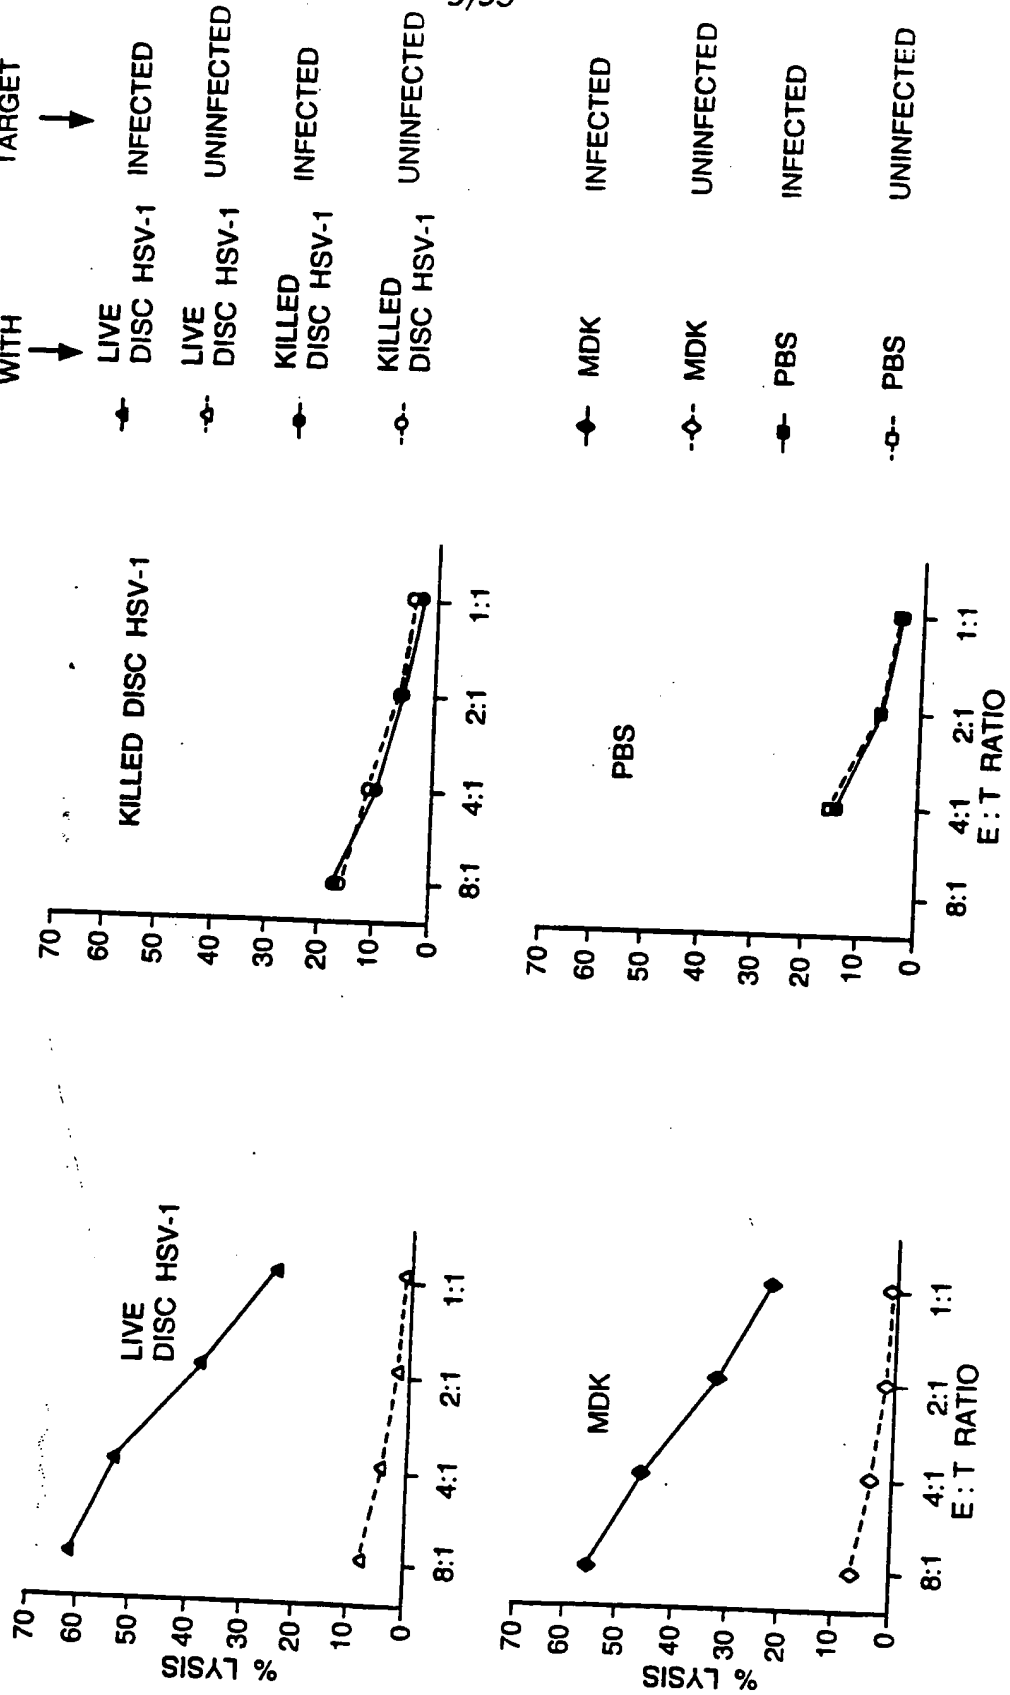 LIVE
DISC HSV-1
% LYSIS
70
60
50
40
30
20
10
0
8:1
4:1
2:1
1:1
KILLED DISC HSV-1
70
60
50
40
30
20
10
0
8:1
4:1
2:1
1:1
MDK
% LYSIS
70
60
50
40
30
20
10
0
8:1
4:1
2:1
1:1
E:T RATIO
PBS
70
60
50
40
30
20
10
0
8:1
4:1
2:1
1:1
E:T RATIO
WITH TARGET
LIVE
DISC HSV-1 INFECTED
LIVE
DISC HSV-1 UNINFECTED
KILLED
DISC HSV-1 INFECTED
KILLED
DISC HSV-1 UNINFECTED
MDK INFECTED
MDK UNINFECTED
PBS INFECTED
PBS UNINFECTED